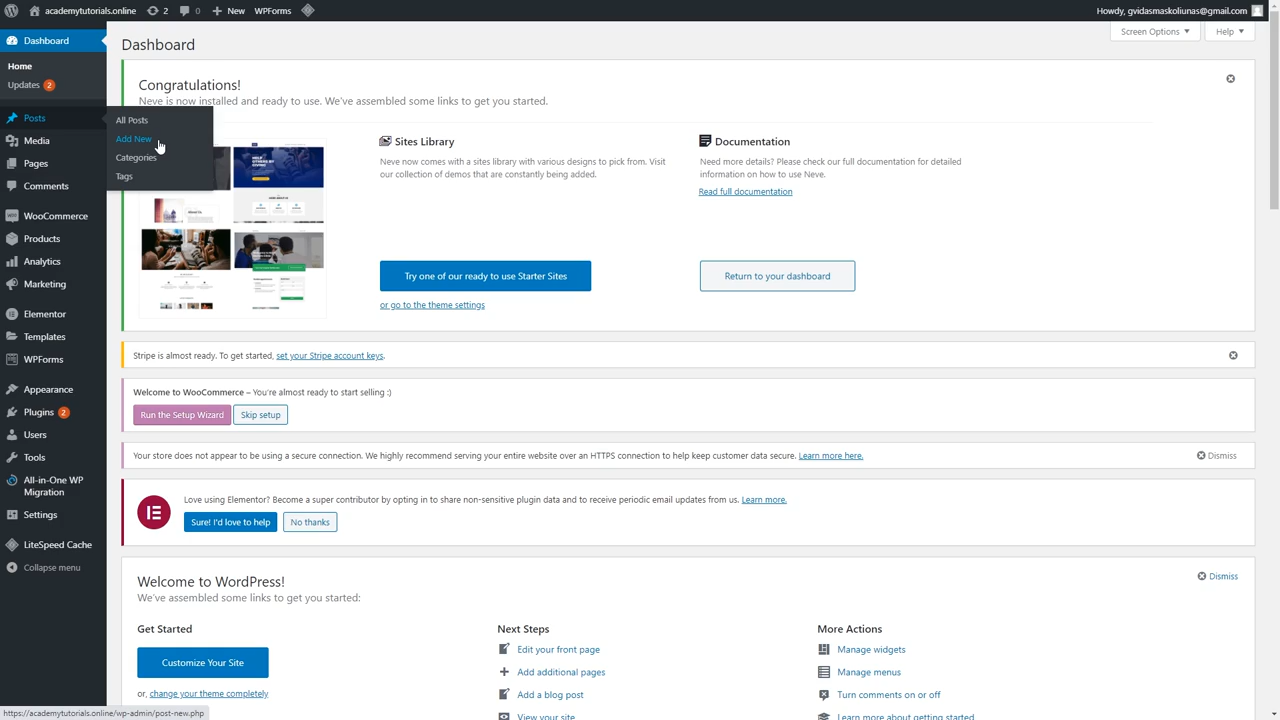 academytutorials.online 2 0 New WPForms Howdy, gvidasmaskoliunas@gmail.com
Screen Options Help
Dashboard
Home
Updates 2
Posts
Media
Pages
Comments
WooCommerce
Products
Analytics
Marketing
Elementor
Templates
WPForms
Appearance
Plugins 2
Users
Tools
All-in-One WP
Migration
Settings
LiteSpeed Cache
Collapse menu
All Posts
Add New
Categories
Tags
Dashboard
Congratulations!
Neve is now installed and ready to use. We've assembled some links to get you started.
Sites Library
Neve now comes with a sites library with various designs to pick from. Visit
our collection of demos that are constantly being added.
Try one of our ready to use Starter Sites
or go to the theme settings
Documentation
Need more details? Please check our full documentation for detailed
information on how to use Neve.
Read full documentation
Return to your dashboard
Stripe is almost ready. To get started, set your Stripe account keys.
Welcome to WooCommerce – You're almost ready to start selling :)
Run the Setup Wizard Skip setup
Your store does not appear to be using a secure connection. We highly recommend serving your entire website over an HTTPS connection to help keep customer data secure. Learn more here. Dismiss
Love using Elementor? Become a super contributor by opting in to share non-sensitive plugin data and to receive periodic email updates from us. Learn more.
Sure! I'd love to help No thanks
Welcome to WordPress! Dismiss
We've assembled some links to get you started:
Get Started
Customize Your Site
or, change your theme completely
Next Steps
Edit your front page
Add additional pages
Add a blog post
View your site
More Actions
Manage widgets
Manage menus
Turn comments on or off
Learn more about getting started
https://academytutorials.online/wp-admin/post-new.php